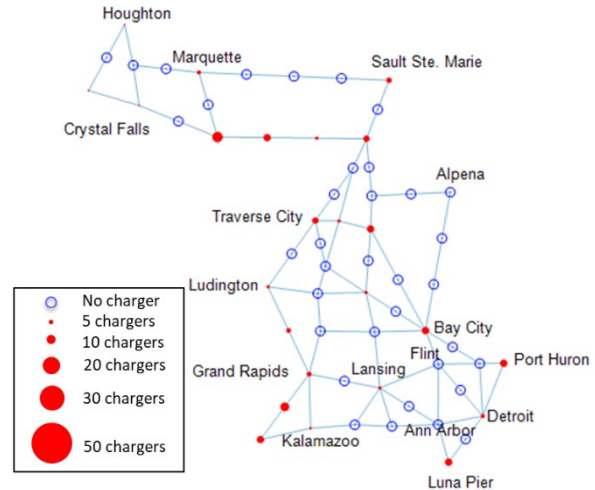 Houghton
Marquette
Sault Ste. Marie
Crystal Falls
Alpena
Traverse City
Ludington
Bay City
Flint
Port Huron
Grand Rapids
Lansing
Detroit
Ann Arbor
Kalamazoo
Luna Pier
No charger
5 chargers
10 chargers
20 chargers
30 chargers
50 chargers